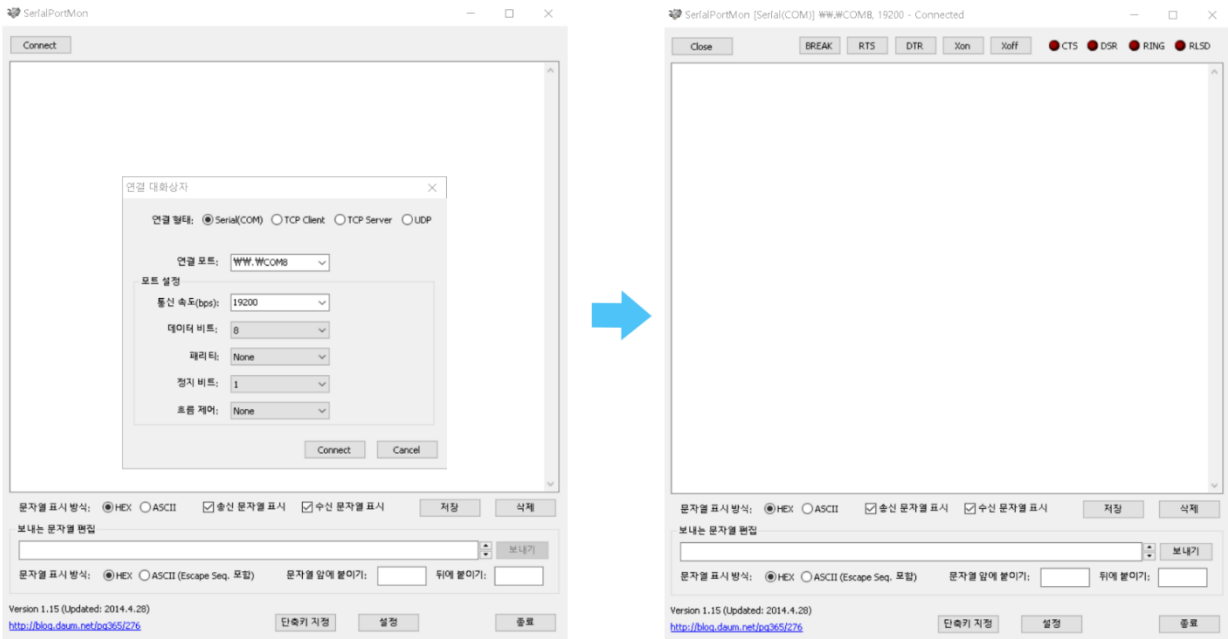 SerialPortMon
Connect
연결 대화상자
연결 형태: Serial(COM) TCP Client TCP Server UDP
연결 포트: ₩₩.₩COM8
포트 설정
통신 속도(bps): 19200
데이터 비트: 8
패리티: None
정지 비트: 1
흐름 제어: None
Connect Cancel
문자열 표시 방식: HEX ASCII 송신 문자열 표시 수신 문자열 표시 저장 삭제
보내는 문자열 편집
보내기
문자열 표시 방식: HEX ASCII (Escape Seq. 포함) 문자열 앞에 붙이기: 뒤에 붙이기:
Version 1.15 (Updated: 2014.4.28)
http://blog.daum.net/pg365/276
단축키 지정 설정 종료
SerialPortMon [Serial(COM)] ₩₩.₩COM8, 19200 - Connected
Close BREAK RTS DTR Xon Xoff CTS DSR RING RLSD
문자열 표시 방식: HEX ASCII 송신 문자열 표시 수신 문자열 표시 저장 삭제
보내는 문자열 편집
보내기
문자열 표시 방식: HEX ASCII (Escape Seq. 포함) 문자열 앞에 붙이기: 뒤에 붙이기:
Version 1.15 (Updated: 2014.4.28)
http://blog.daum.net/pg365/276
단축키 지정 설정 종료